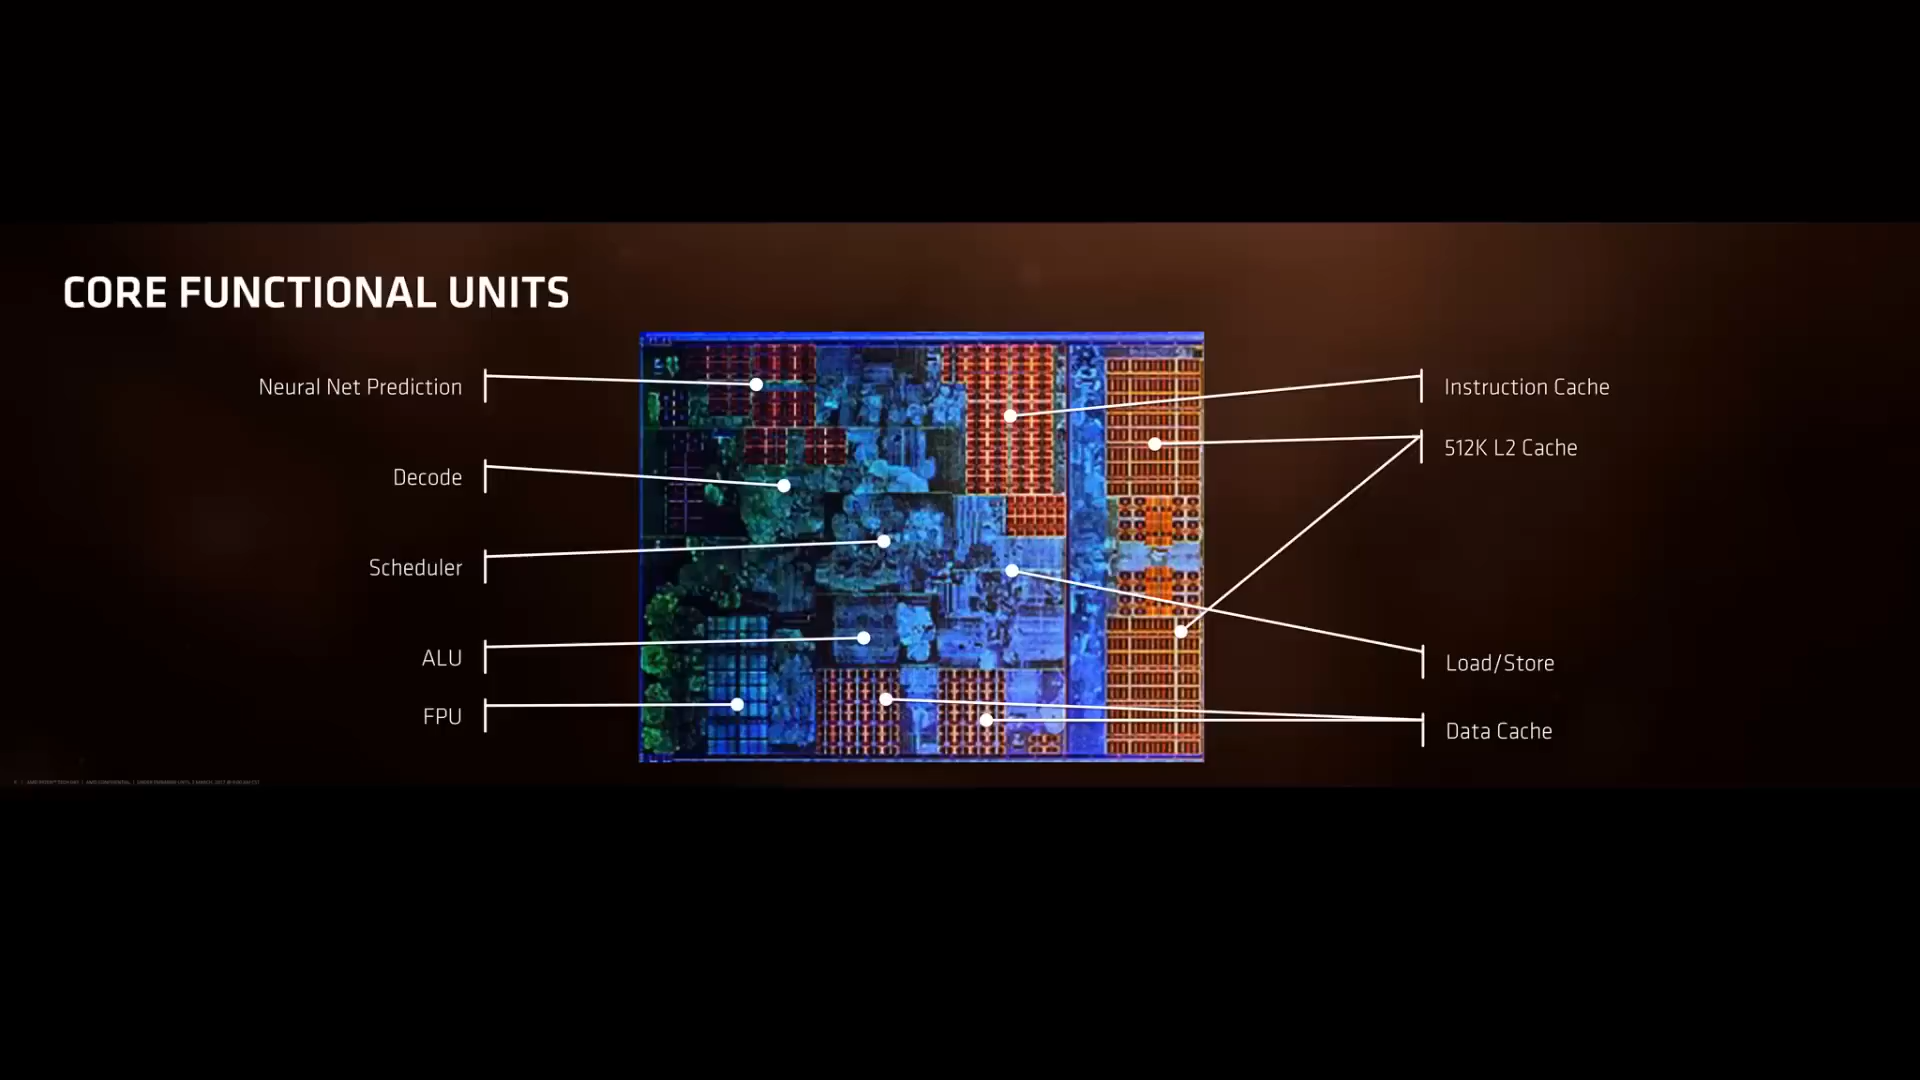 CORE FUNCTIONAL UNITS
Neural Net Prediction
Decode
Scheduler
ALU
FPU
Instruction Cache
512K L2 Cache
Load/Store
Data Cache